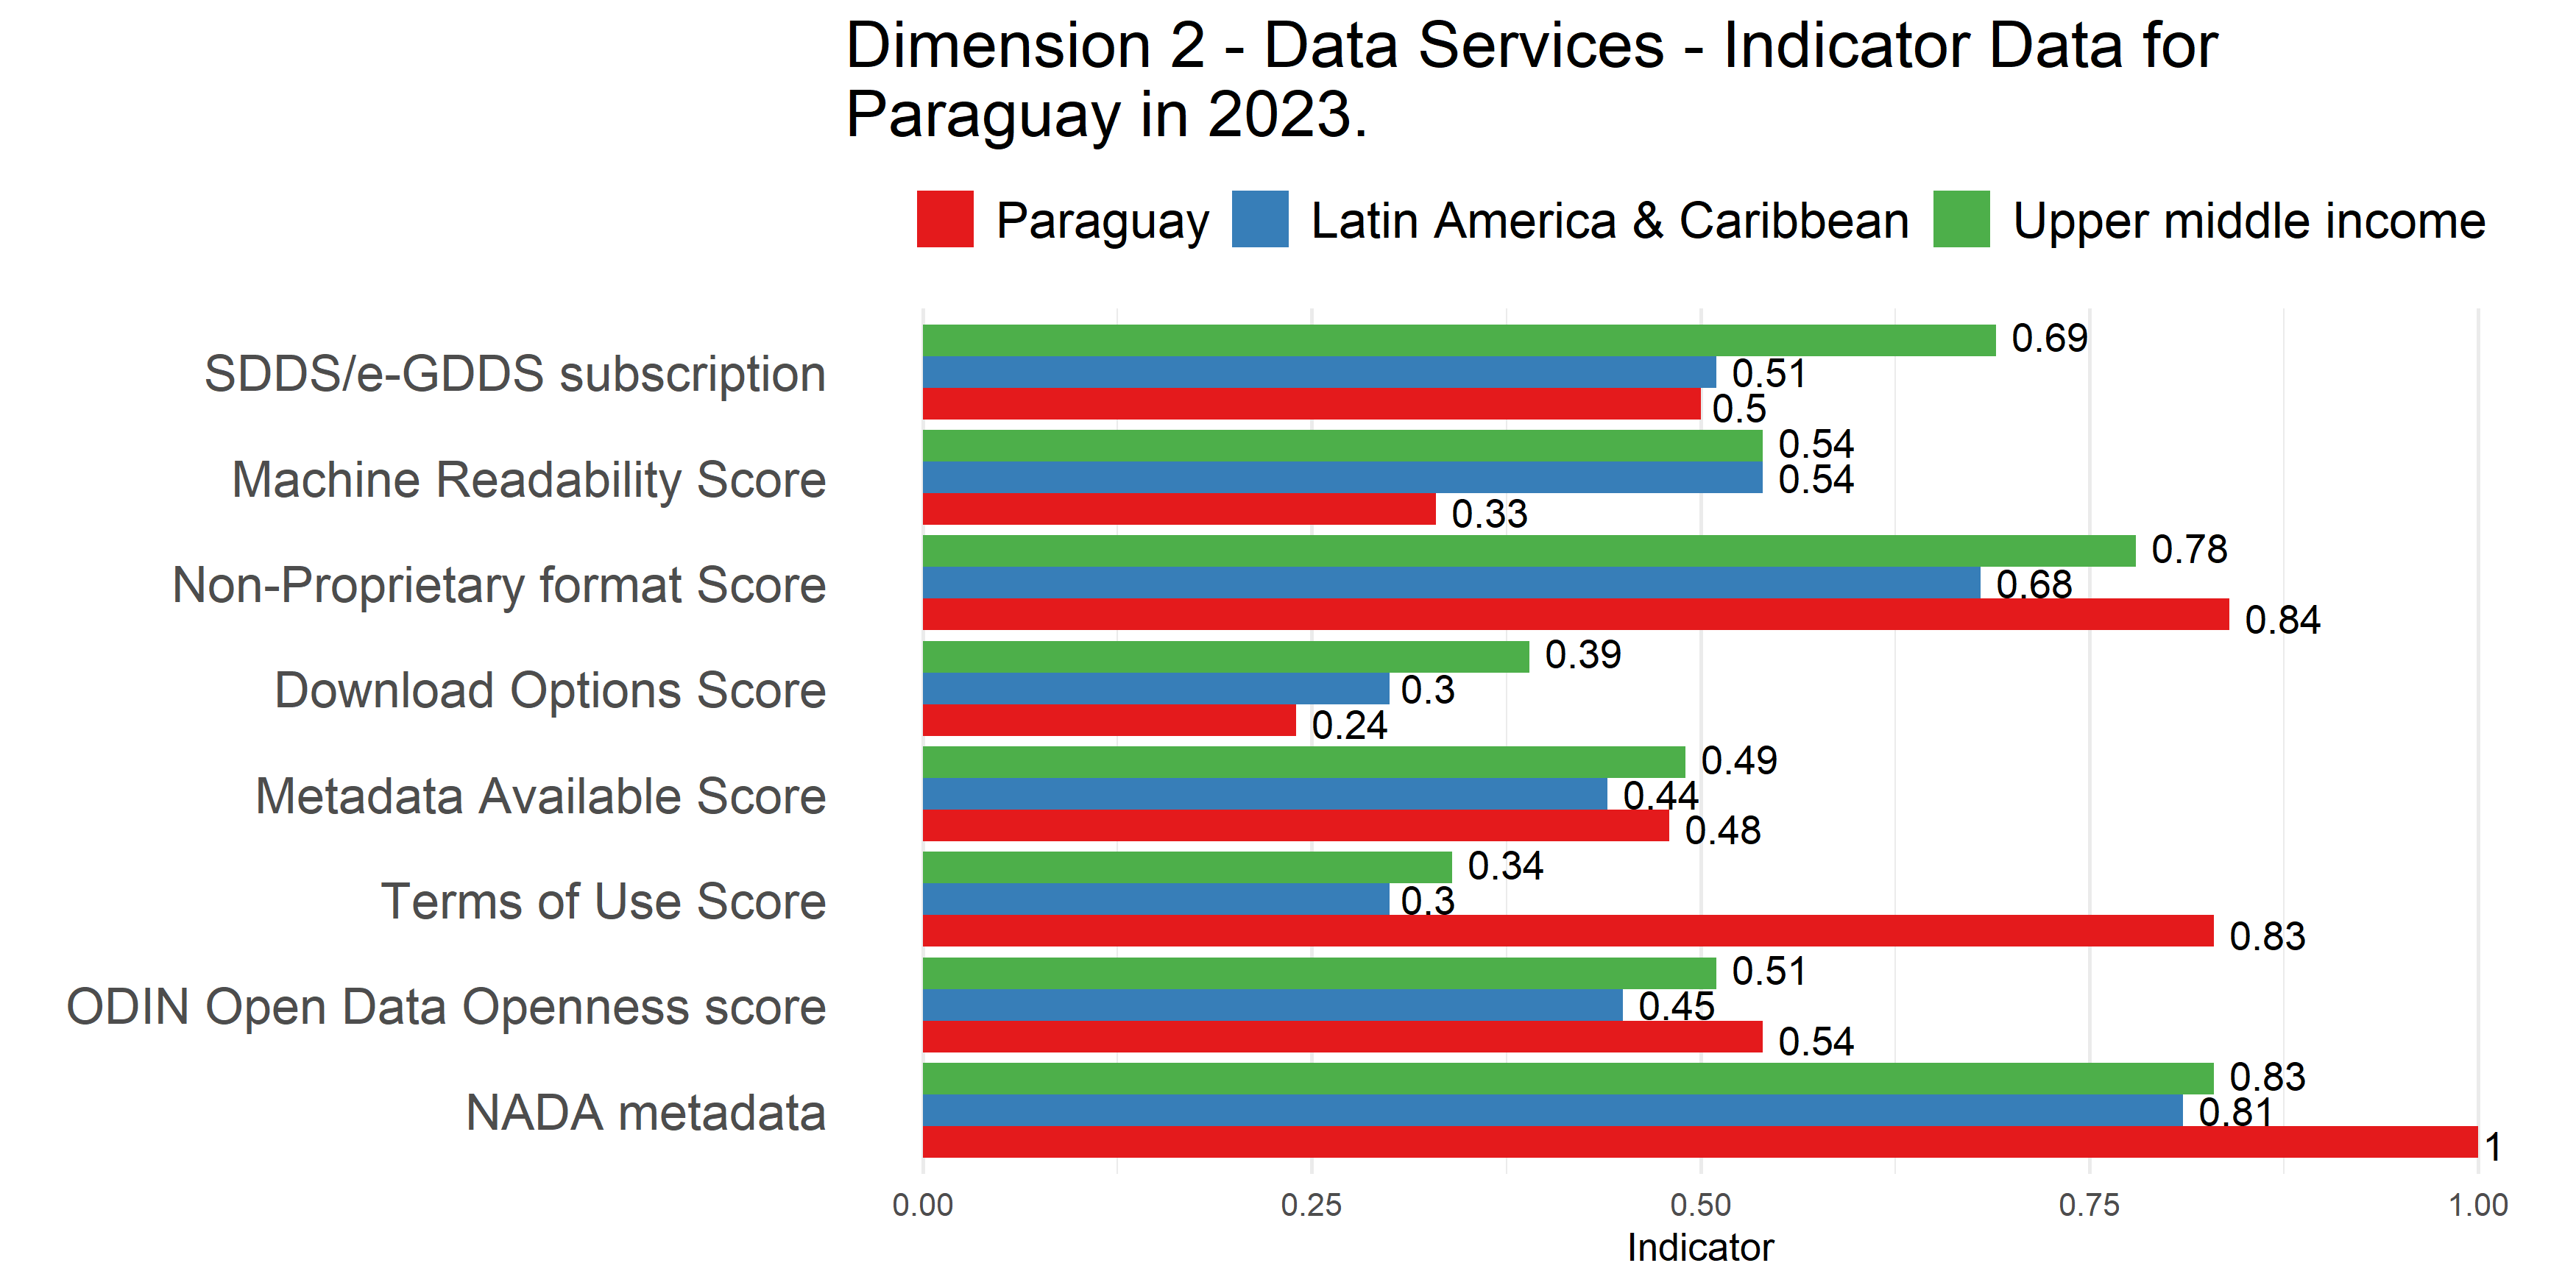 Dimension 2 - Data Services - Indicator Data for
Paraguay in 2023.
Paraguay Latin America & Caribbean Upper middle income
SDDS/e-GDDS subscription
0.69
0.51
0.5
Machine Readability Score
0.54
0.54
0.33
Non-Proprietary format Score
0.78
0.68
0.84
Download Options Score
0.39
0.3
0.24
Metadata Available Score
0.49
0.44
0.48
Terms of Use Score
0.34
0.3
0.83
ODIN Open Data Openness score
0.51
0.45
0.54
NADA metadata
0.83
0.81
1
0.00 0.25 0.50 0.75 1.00
Indicator